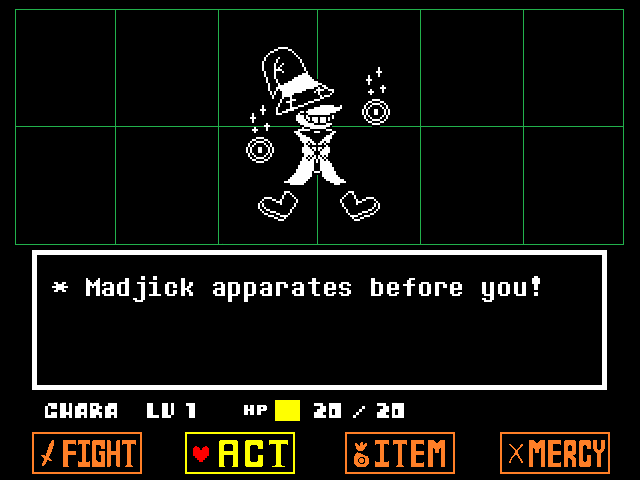 * Madjick apparates before you!
CHARA LV 1 HP 20 / 20
FIGHT ACT ITEM MERCY